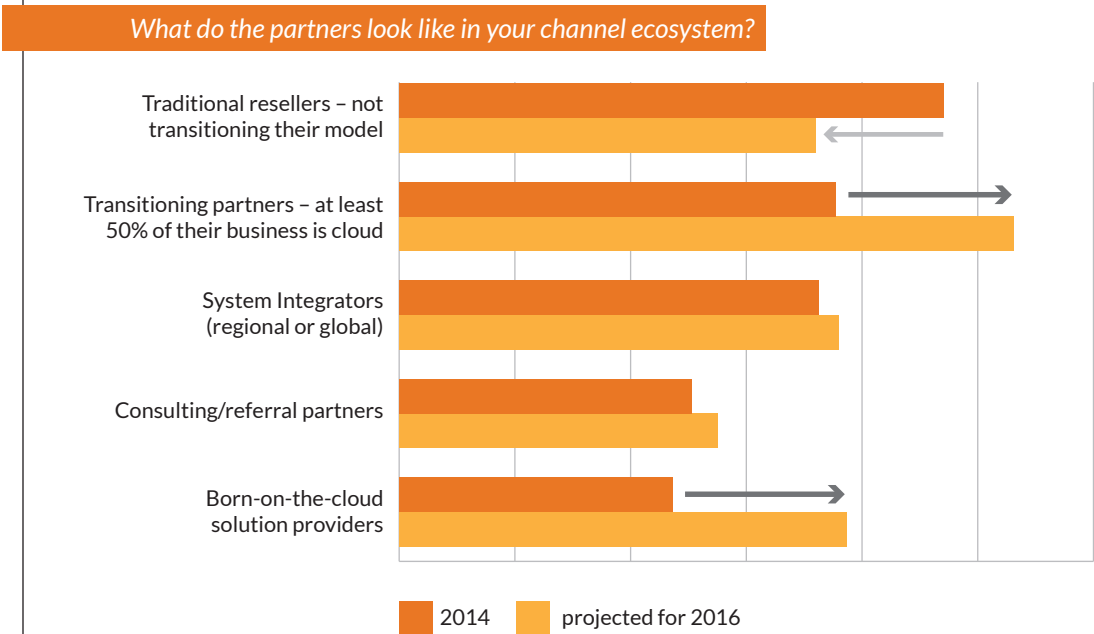 What do the partners look like in your channel ecosystem?
Traditional resellers – not
transitioning their model
Transitioning partners – at least
50% of their business is cloud
System Integrators
(regional or global)
Consulting/referral partners
Born-on-the-cloud
solution providers
2014
projected for 2016